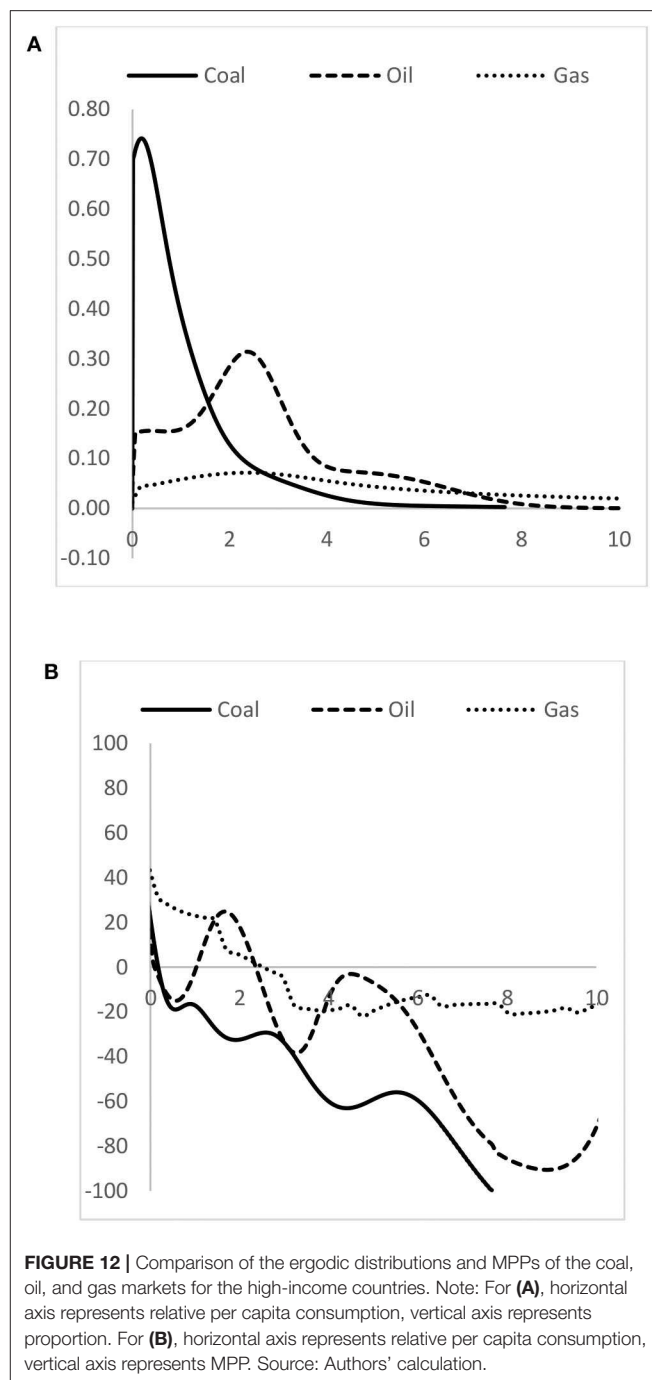 A
Coal Oil Gas
0.80
0.70
0.60
0.50
0.40
0.30
0.20
0.10
0.00
-0.10
0 2 4 6 8 10
B
Coal Oil Gas
100
80
60
40
20
0
-20
-40
-60
-80
-100
0 2 4 6 8 10
FIGURE 12 | Comparison of the ergodic distributions and MPPs of the coal,
oil, and gas markets for the high-income countries. Note: For (A), horizontal
axis represents relative per capita consumption, vertical axis represents
proportion. For (B), horizontal axis represents relative per capita consumption,
vertical axis represents MPP. Source: Authors' calculation.